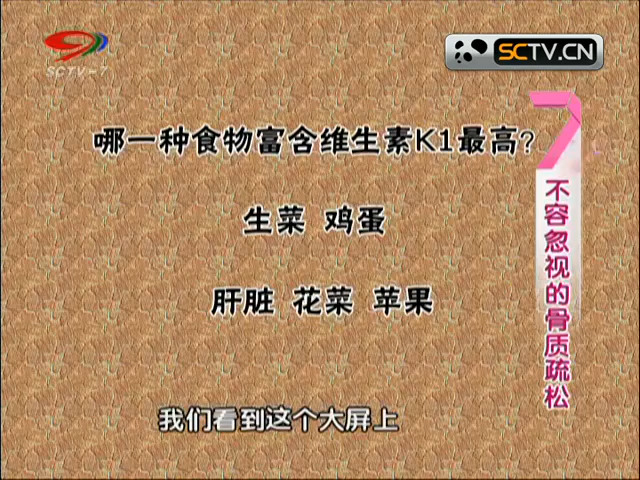 SCTV-7
SCTV.CN
哪一种食物富含维生素K1最高?
生菜 鸡蛋
肝脏 花菜 苹果
不容忽视的骨质疏松
我们看到这个大屏上